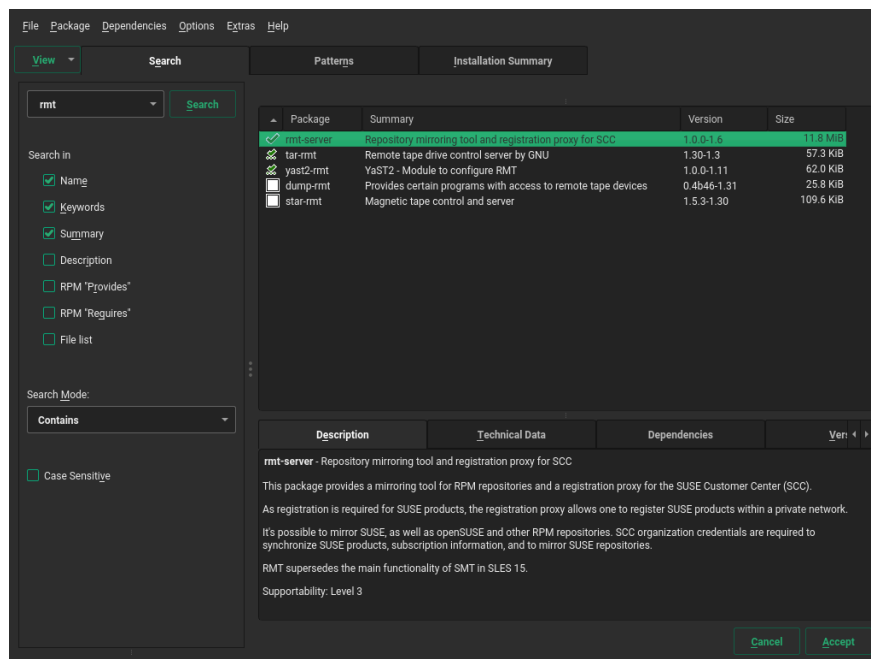 File Package Dependencies Options Extras Help
View Search Patterns Installation Summary
rmt Search
Search in
Name
Keywords
Summary
Description
RPM "Provides"
RPM "Requires"
File list
Search Mode:
Contains
Case Sensitive
Package Summary Version Size
rmt-server Repository mirroring tool and registration proxy for SCC 1.0.0-1.6 11.8 MiB
tar-rmt Remote tape drive control server by GNU 1.30-1.3 57.3 KiB
yast2-rmt YaST2 - Module to configure RMT 1.0.0-1.11 62.0 KiB
dump-rmt Provides certain programs with access to remote tape devices 0.4b46-1.31 25.8 KiB
star-rmt Magnetic tape control and server 1.5.3-1.30 109.6 KiB
Description Technical Data Dependencies Ver
rmt-server - Repository mirroring tool and registration proxy for SCC
This package provides a mirroring tool for RPM repositories and a registration proxy for the SUSE Customer Center (SCC).
As registration is required for SUSE products, the registration proxy allows one to register SUSE products within a private network.
It's possible to mirror SUSE, as well as openSUSE and other RPM repositories. SCC organization credentials are required to
synchronize SUSE products, subscription information, and to mirror SUSE repositories.
RMT supersedes the main functionality of SMT in SLES 15.
Supportability: Level 3
Cancel Accept